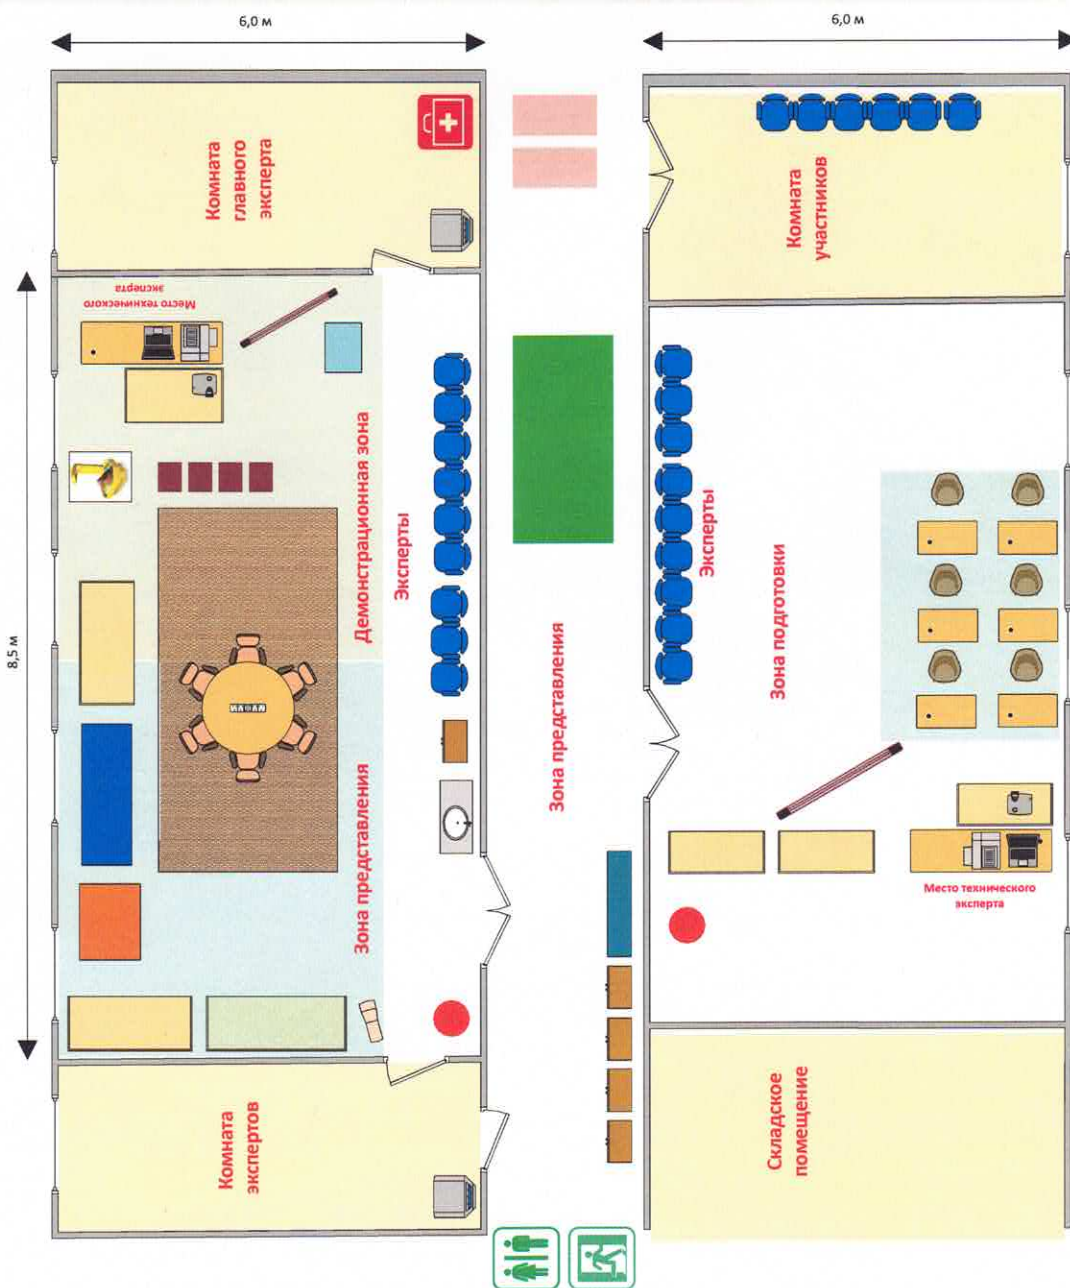 6,0 м
6,0 м
Комната
главного
эксперта
Комната
участников
Место технического
эксперта
8,5 м
Демонстрационная зона
Эксперты
Эксперты
Зона подготовки
Зона представления
Зона представления
Место технического
эксперта
Комната
экспертов
Складское
помещение